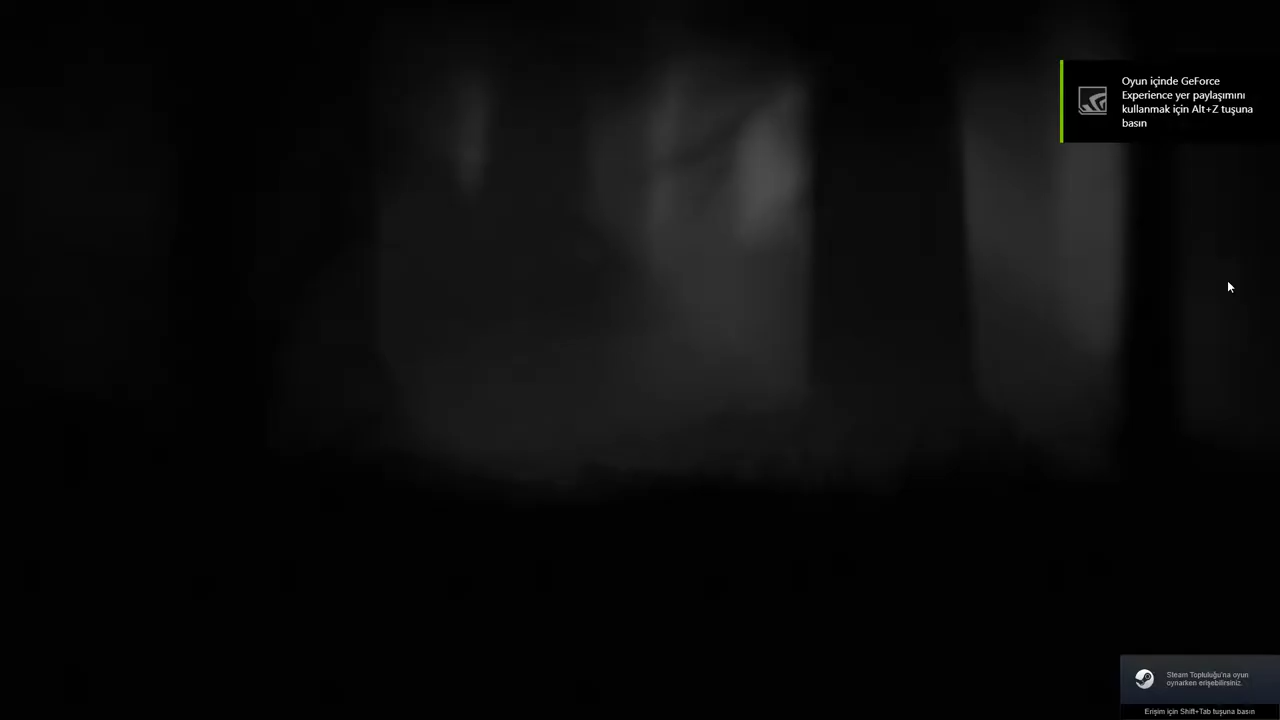 Oyun içinde GeForce
Experience yer paylaşımını
kullanmak için Alt+Z tuşuna
basın
Steam Topluluğu'na oyun
oynarken erişebilirsiniz.
Erişim için Shift+Tab tuşuna basın